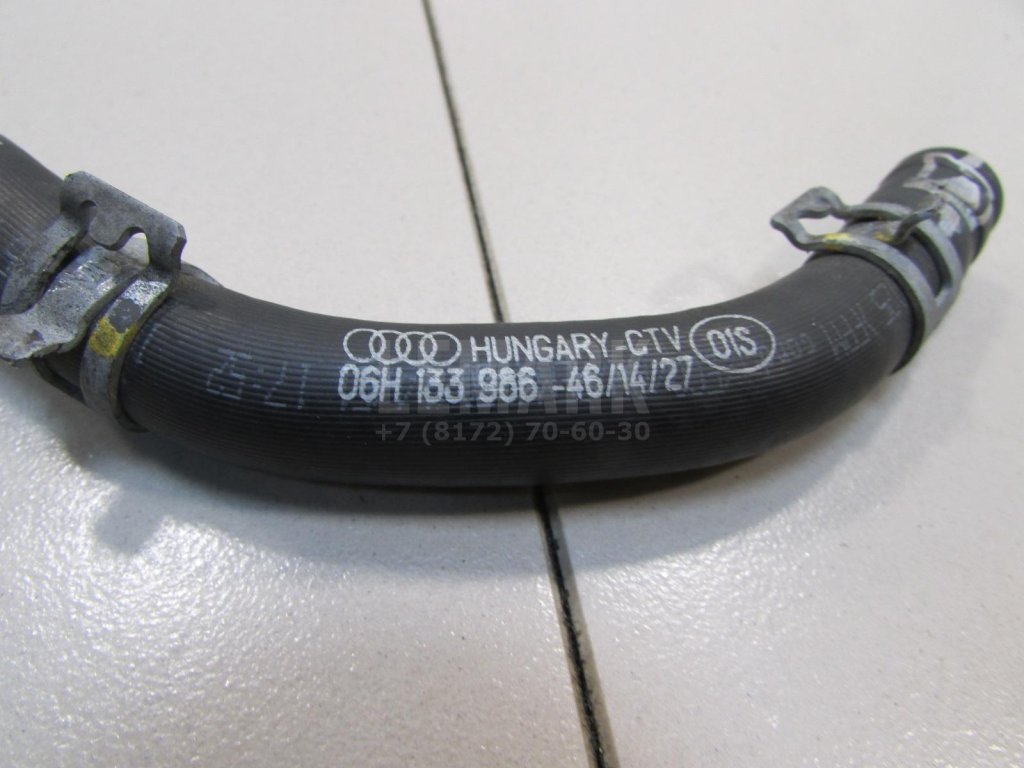 HUNGARY-CTV 01S
06H 133 986 -46/14/27
+7 (8172) 70-60-30